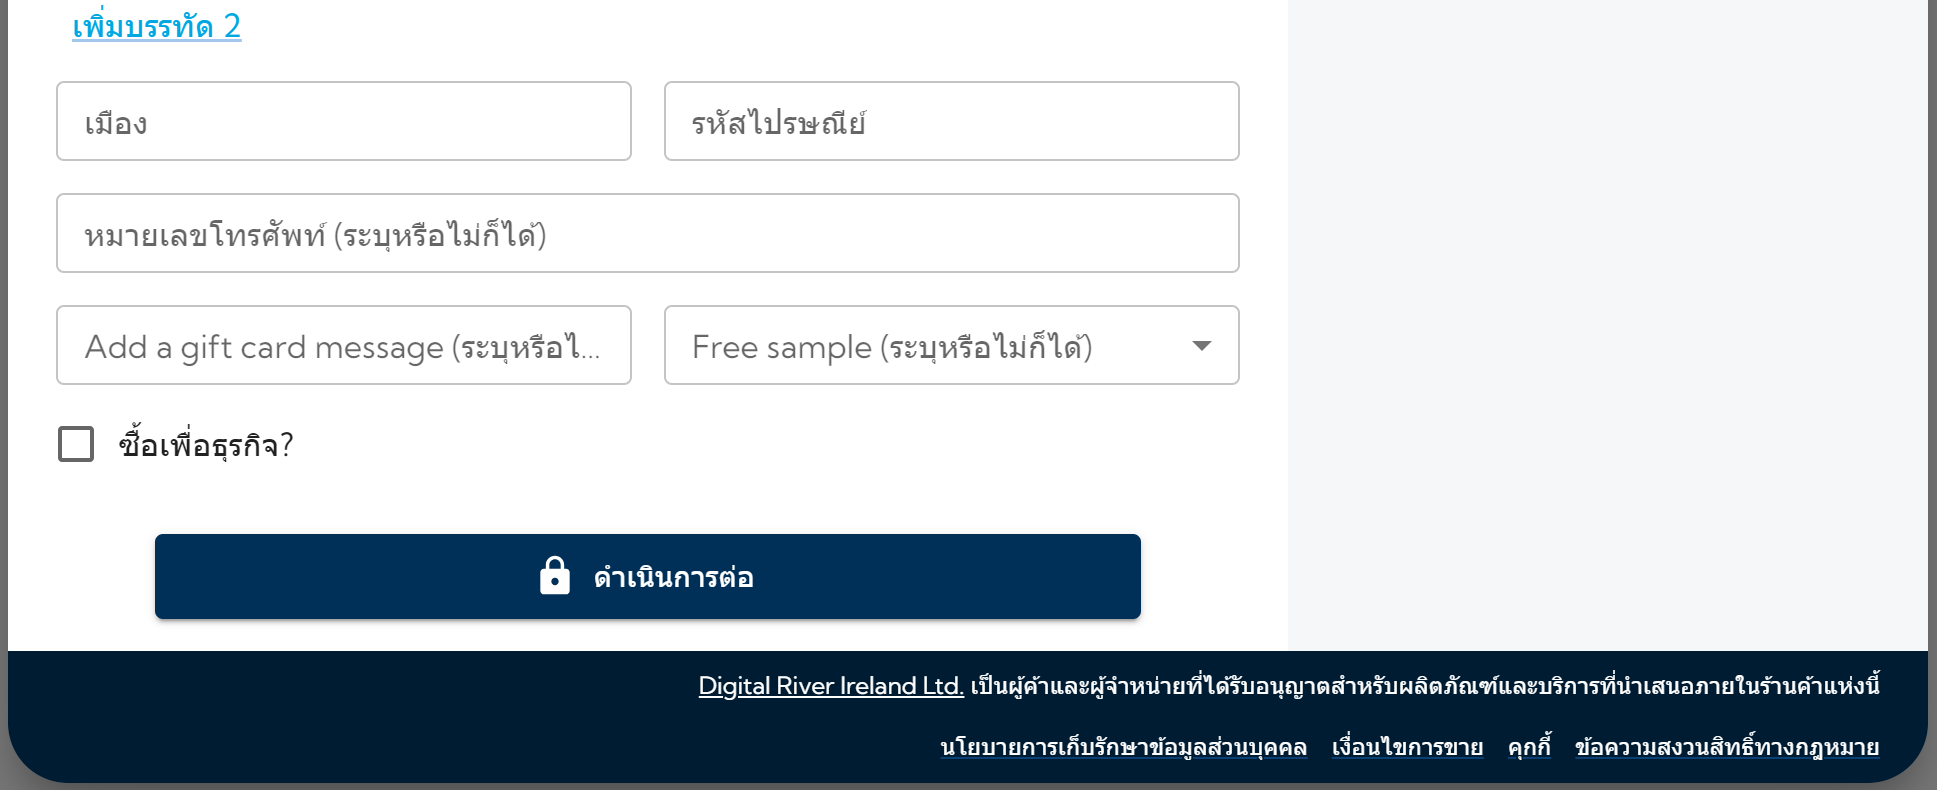 เพิ่มบรรทัด 2
เมือง
รหัสไปรษณีย์
หมายเลขโทรศัพท์ (ระบุหรือไม่ก็ได้)
Add a gift card message (ระบุหรือไ...
Free sample (ระบุหรือไม่ก็ได้)
ซื้อเพื่อธุรกิจ?
ดำเนินการต่อ
Digital River Ireland Ltd. เป็นผู้ค้าและผู้จำหน่ายที่ได้รับอนุญาตสำหรับผลิตภัณฑ์และบริการที่นำเสนอภายในร้านค้าแห่งนี้
นโยบายการเก็บรักษาข้อมูลส่วนบุคคล เงื่อนไขการขาย คุกกี้ ข้อความสงวนสิทธิ์ทางกฎหมาย